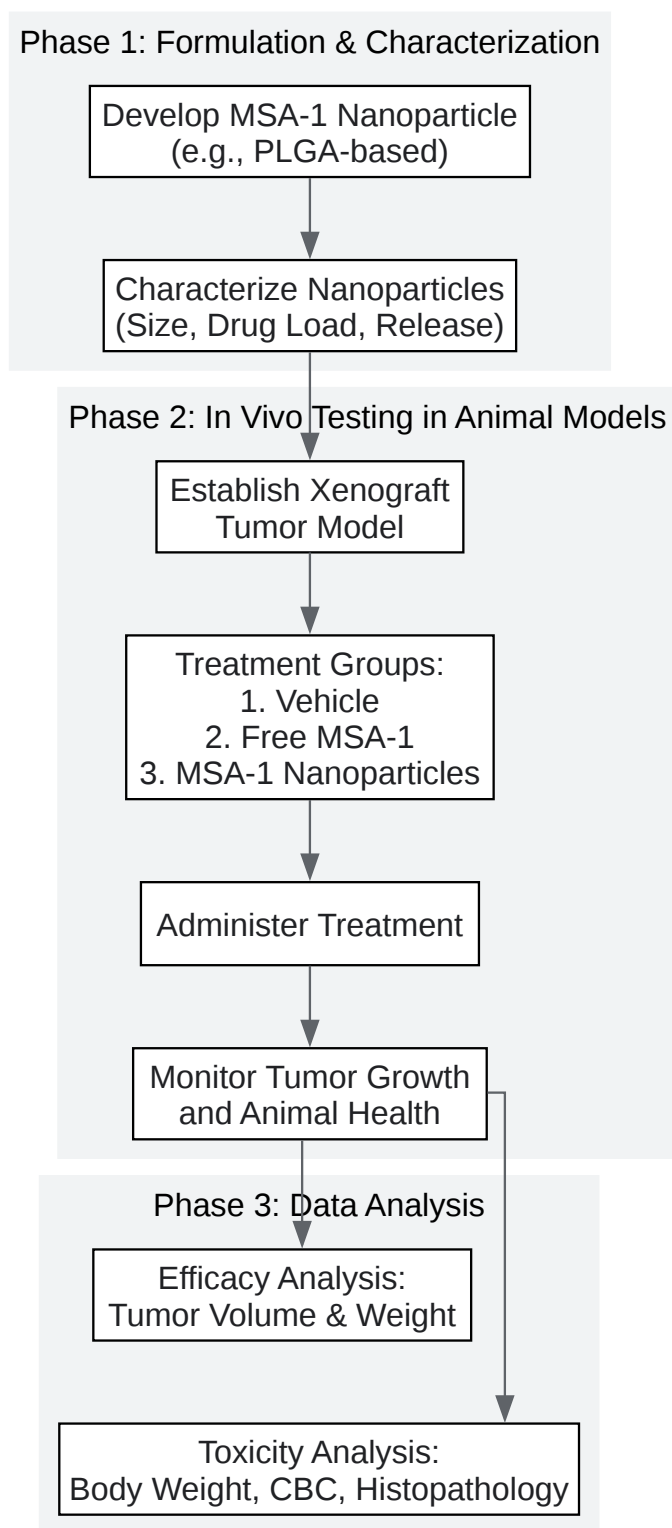 Phase 1: Formulation & Characterization
Develop MSA-1 Nanoparticle
(e.g., PLGA-based)
Characterize Nanoparticles
(Size, Drug Load, Release)
Phase 2: In Vivo Testing in Animal Models
Establish Xenograft
Tumor Model
Treatment Groups:
1. Vehicle
2. Free MSA-1
3. MSA-1 Nanoparticles
Administer Treatment
Monitor Tumor Growth
and Animal Health
Phase 3: Data Analysis
Efficacy Analysis:
Tumor Volume & Weight
Toxicity Analysis:
Body Weight, CBC, Histopathology